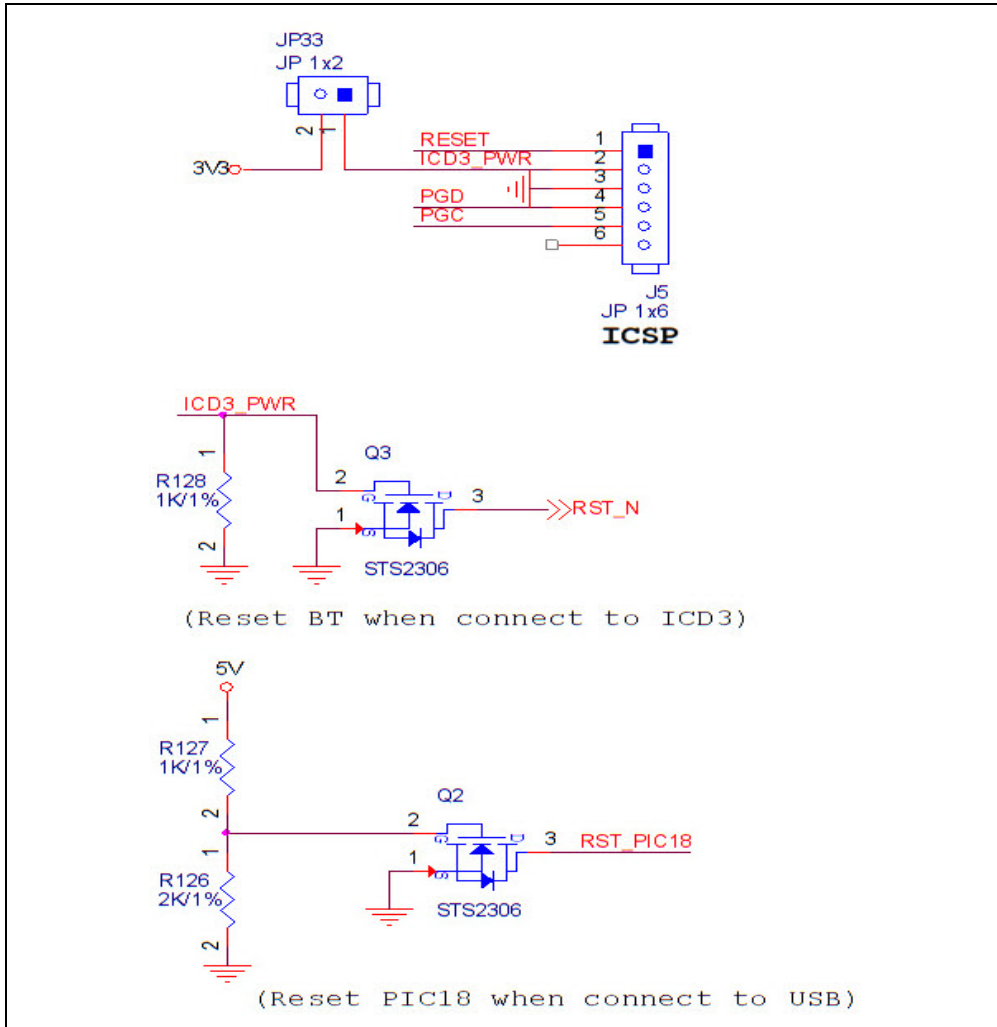 JP33
JP 1x2
2
1
3V3
RESET
1
ICD3_PWR
2
3
PGD
4
PGC
5
6
J5
JP 1x6
ICSP
ICD3_PWR
1
R128
1K/1%
2
Q3
2
G
D
3
RST_N
1
S
STS2306
(Reset BT when connect to ICD3)
5V
1
R127
1K/1%
2
Q2
2
G
D
3
RST_PIC18
1
S
1
R126
2K/1%
2
STS2306
(Reset PIC18 when connect to USB)